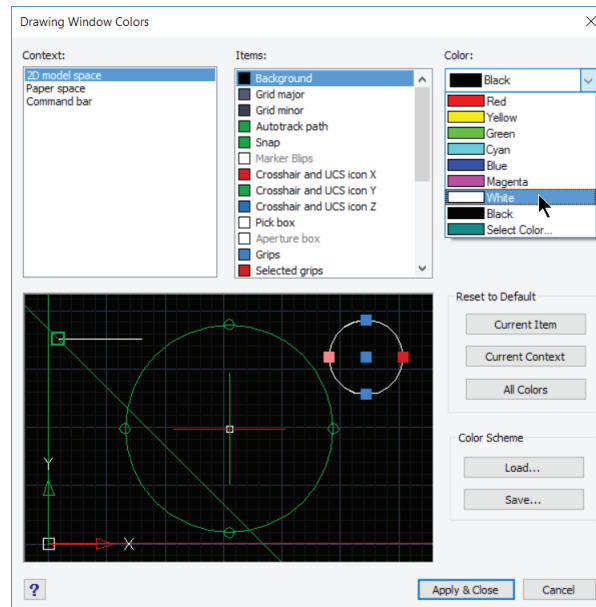 Drawing Window Colors
Context:
2D model space
Paper space
Command bar
Items:
Background
Grid major
Grid minor
Autotrack path
Snap
Marker Blips
Crosshair and UCS icon X
Crosshair and UCS icon Y
Crosshair and UCS icon Z
Pick box
Aperture box
Grips
Selected grips
Color:
Black
Red
Yellow
Green
Cyan
Blue
Magenta
White
Black
Select Color...
Y
X
Reset to Default
Current Item
Current Context
All Colors
Color Scheme
Load...
Save...
?
Apply & Close
Cancel